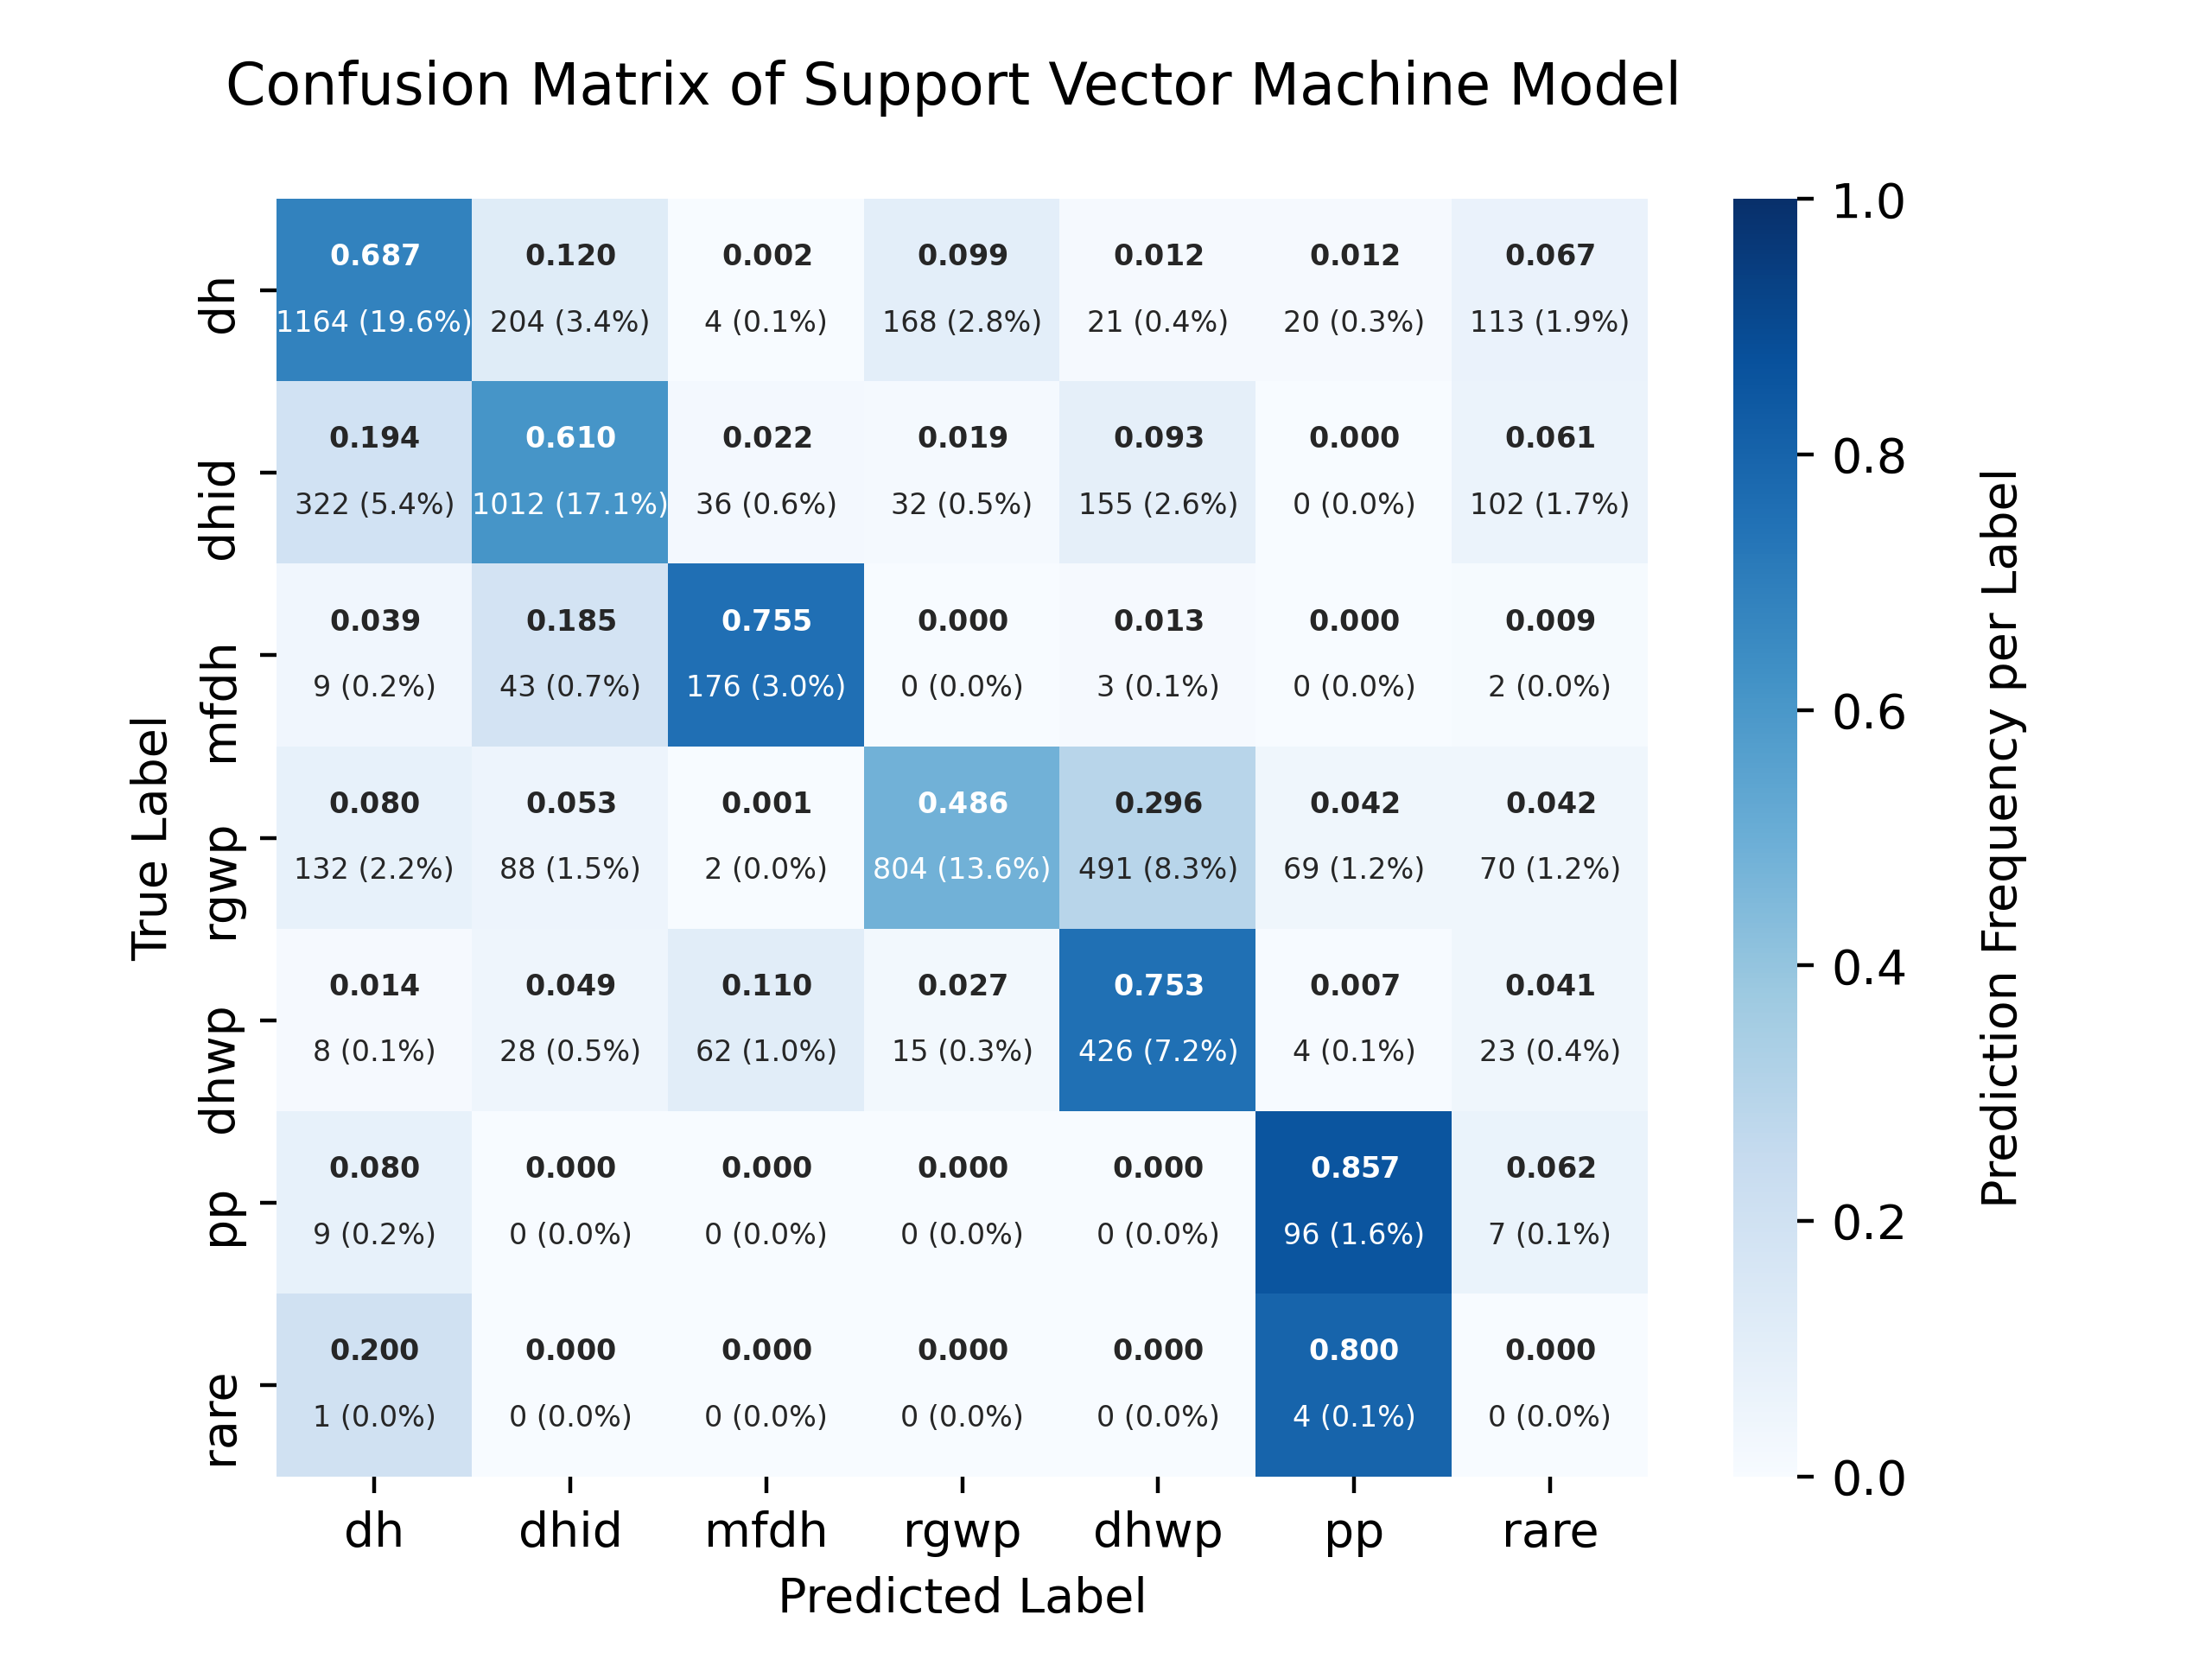 Confusion Matrix of Support Vector Machine Model
True Label
dh
0.687 0.120 0.002 0.099 0.012 0.012 0.067
1164 (19.6%) 204 (3.4%) 4 (0.1%) 168 (2.8%) 21 (0.4%) 20 (0.3%) 113 (1.9%)
dhid
0.194 0.610 0.022 0.019 0.093 0.000 0.061
322 (5.4%) 1012 (17.1%) 36 (0.6%) 32 (0.5%) 155 (2.6%) 0 (0.0%) 102 (1.7%)
mfdh
0.039 0.185 0.755 0.000 0.013 0.000 0.009
9 (0.2%) 43 (0.7%) 176 (3.0%) 0 (0.0%) 3 (0.1%) 0 (0.0%) 2 (0.0%)
rgwp
0.080 0.053 0.001 0.486 0.296 0.042 0.042
132 (2.2%) 88 (1.5%) 2 (0.0%) 804 (13.6%) 491 (8.3%) 69 (1.2%) 70 (1.2%)
dhwp
0.014 0.049 0.110 0.027 0.753 0.007 0.041
8 (0.1%) 28 (0.5%) 62 (1.0%) 15 (0.3%) 426 (7.2%) 4 (0.1%) 23 (0.4%)
pp
0.080 0.000 0.000 0.000 0.000 0.857 0.062
9 (0.2%) 0 (0.0%) 0 (0.0%) 0 (0.0%) 0 (0.0%) 96 (1.6%) 7 (0.1%)
rare
0.200 0.000 0.000 0.000 0.000 0.800 0.000
1 (0.0%) 0 (0.0%) 0 (0.0%) 0 (0.0%) 0 (0.0%) 4 (0.1%) 0 (0.0%)
dh dhid mfdh rgwp dhwp pp rare
Predicted Label
1.0
0.8
0.6
0.4
0.2
0.0
Prediction Frequency per Label